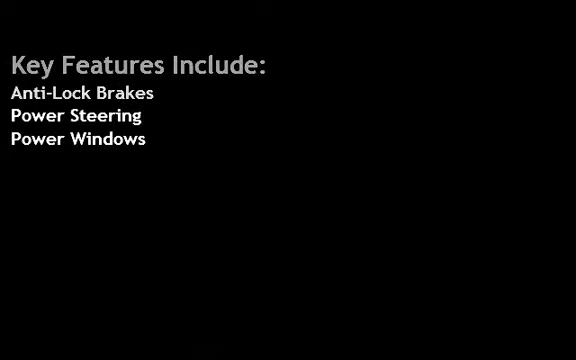 Key Features Include:
Anti-Lock Brakes
Power Steering
Power Windows